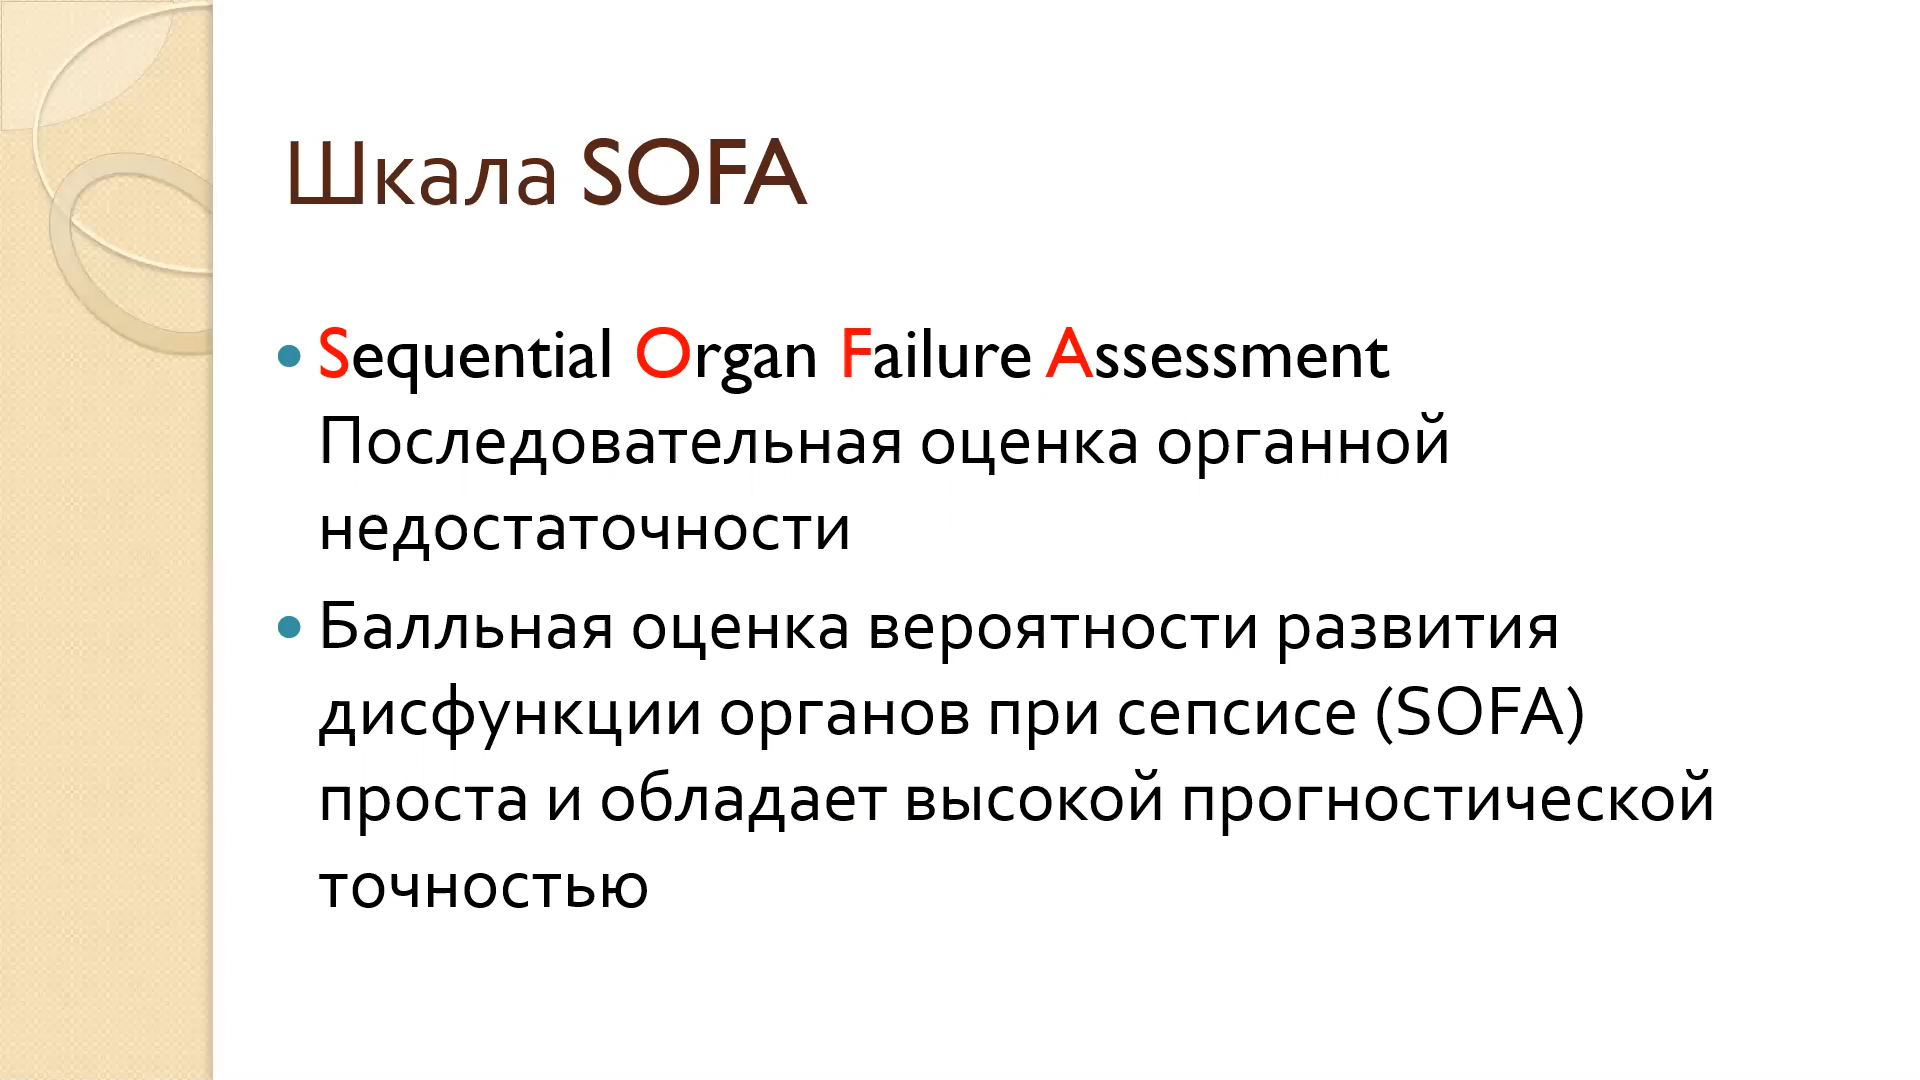 Шкала SOFA
• Sequential Organ Failure Assessment
Последовательная оценка органной
недостаточности
• Балльная оценка вероятности развития
дисфункции органов при сепсисе (SOFA)
проста и обладает высокой прогностической
точностью